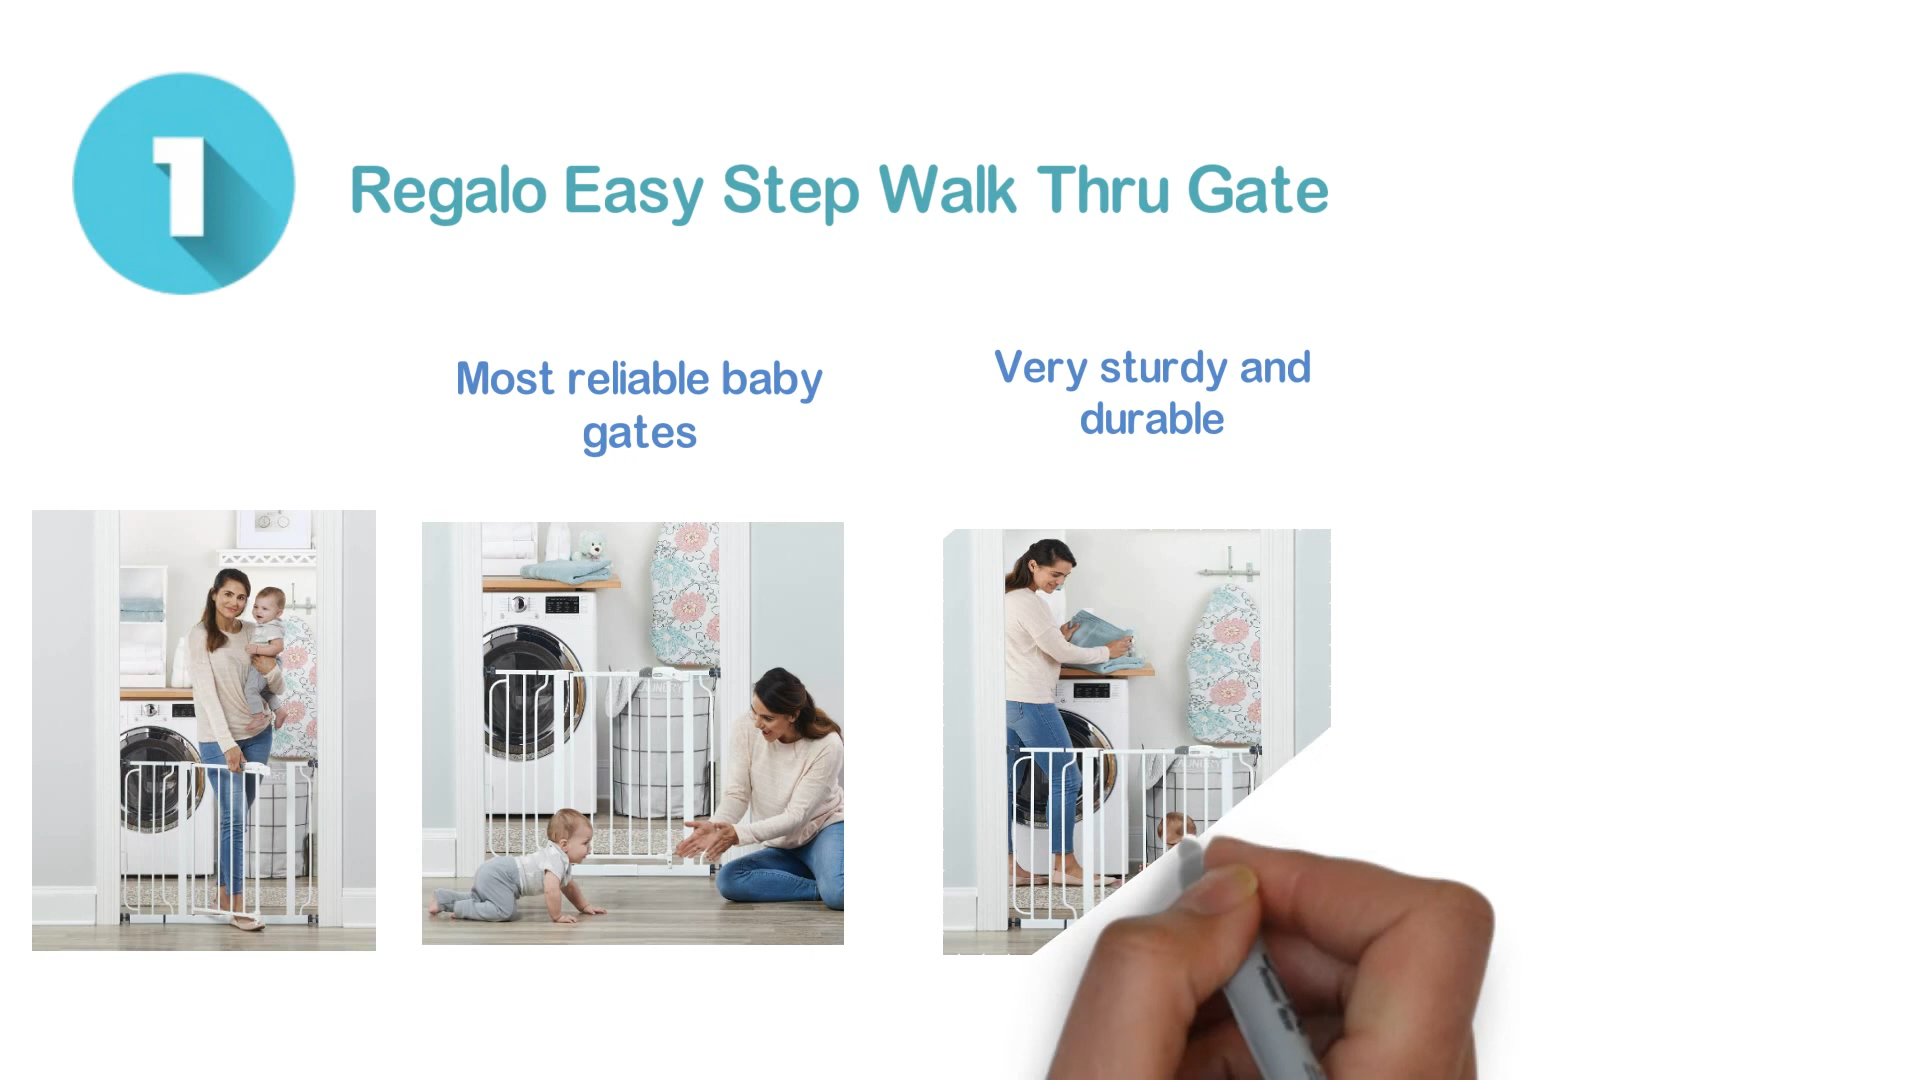 1
Regalo Easy Step Walk Thru Gate
Most reliable baby
gates
Very sturdy and
durable